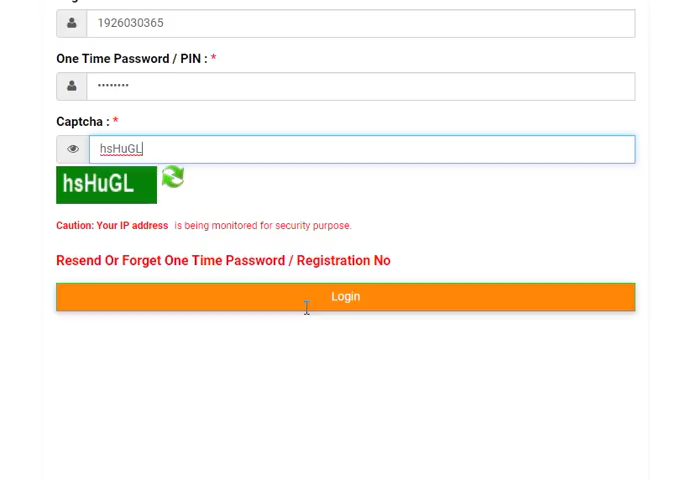 1926030365
One Time Password / PIN : *
••••••••
Captcha : *
hsHuGL
hsHuGL
Caution: Your IP address is being monitored for security purpose.
Resend Or Forget One Time Password / Registration No
Login